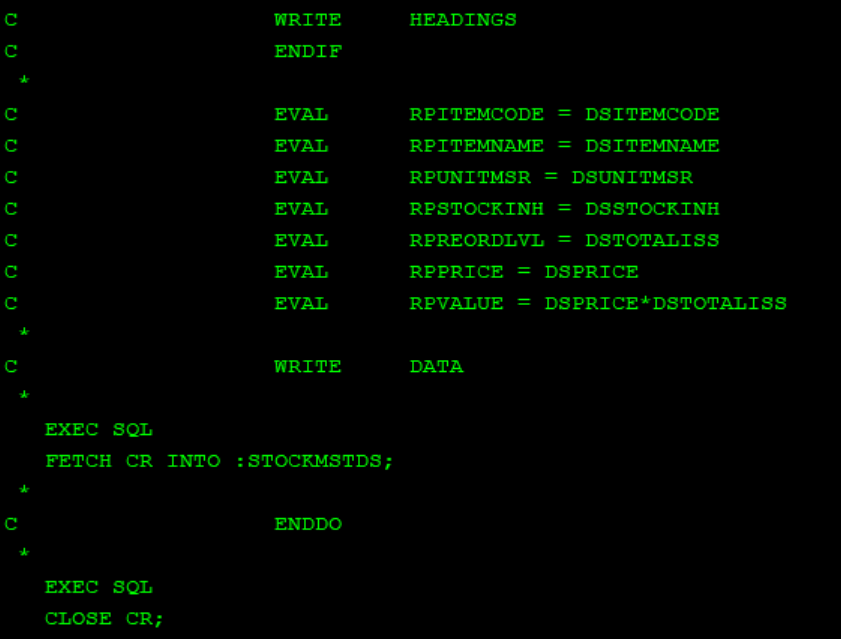 C                   WRITE     HEADINGS
C                   ENDIF
 *
C                   EVAL      RPITEMCODE = DSITEMCODE
C                   EVAL      RPITEMNAME = DSITEMNAME
C                   EVAL      RPUNITMSR = DSUNITMSR
C                   EVAL      RPSTOCKINH = DSSTOCKINH
C                   EVAL      RPREORDLVL = DSTOTALISS
C                   EVAL      RPPRICE = DSPRICE
C                   EVAL      RPVALUE = DSPRICE*DSTOTALISS
 *
C                   WRITE     DATA
 *
   EXEC SQL
   FETCH CR INTO :STOCKMSTDS;
 *
C                   ENDDO
 *
   EXEC SQL
   CLOSE CR;